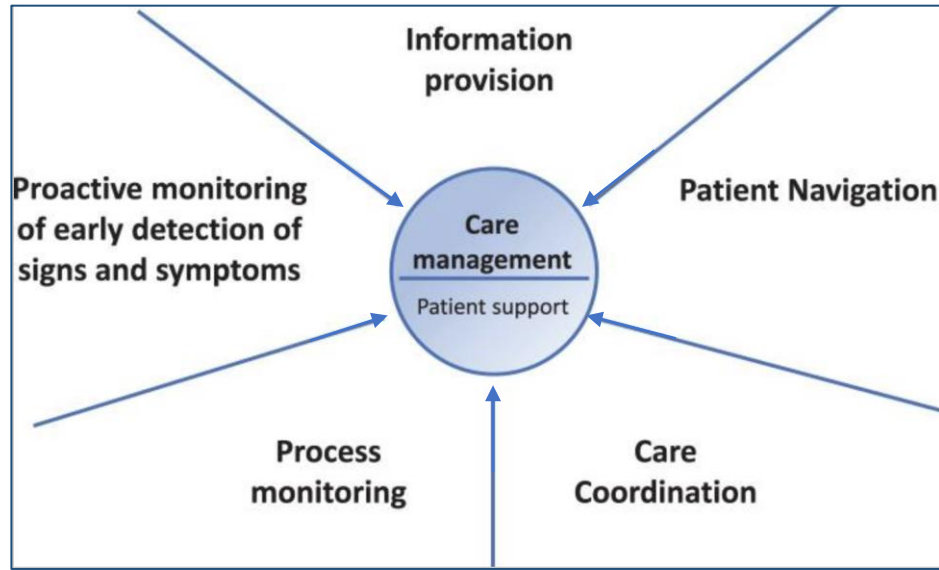 Information
provision
Proactive monitoring
of early detection of
signs and symptoms
Patient Navigation
Care
management
Patient support
Process
monitoring
Care
Coordination